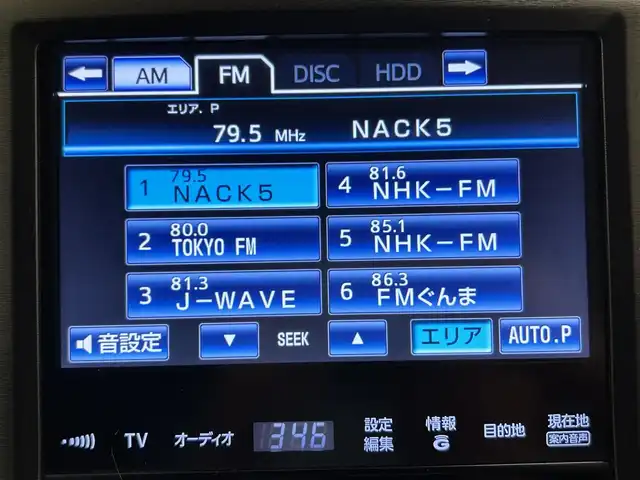 AM FM DISC HDD
エリア. P
79.5 MHz NACK5
1 79.5 NACK5
4 81.6 NHK-FM
2 80.0 TOKYO FM
5 85.1 NHK-FM
3 81.3 J-WAVE
6 86.3 FMぐんま
音設定 ▼ SEEK ▲ エリア AUTO.P
TV オーディオ 3:46 設定編集 情報G 目的地 現在地
案内音声